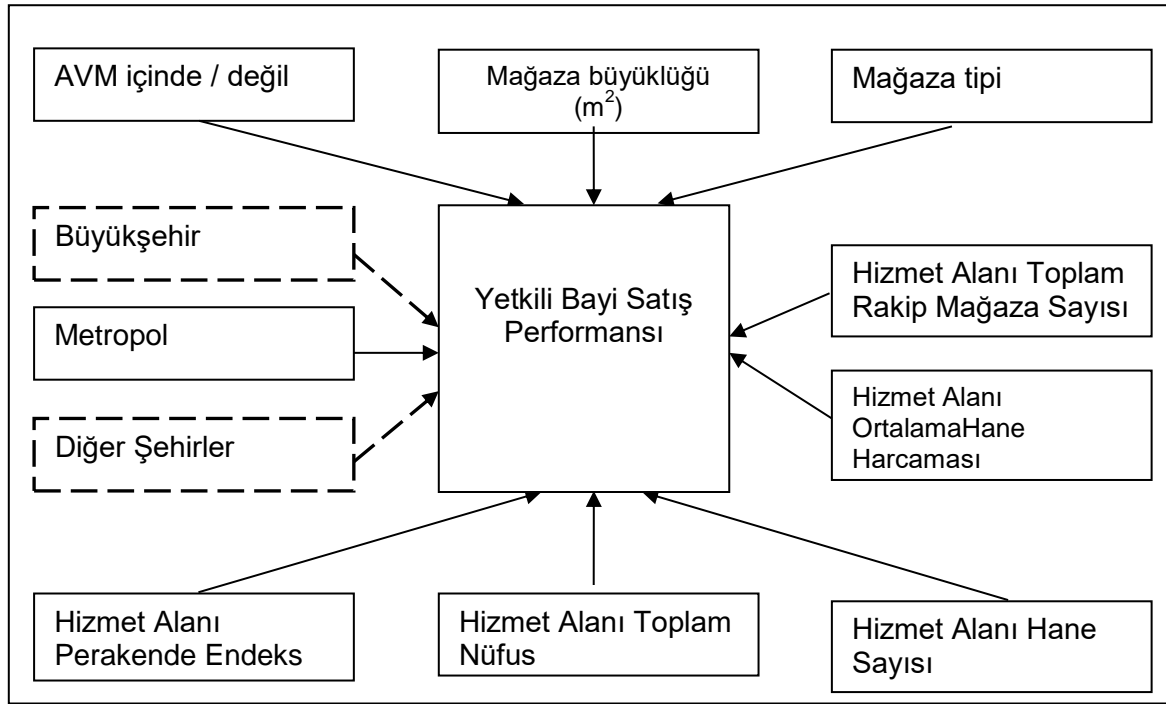 AVM içinde / değil
Mağaza büyüklüğü
(m²)
Mağaza tipi
Büyükşehir
Metropol
Diğer Şehirler
Yetkili Bayi Satış
Performansı
Hizmet Alanı Toplam
Rakip Mağaza Sayısı
Hizmet Alanı
OrtalamaHane
Harcaması
Hizmet Alanı
Perakende Endeks
Hizmet Alanı Toplam
Nüfus
Hizmet Alanı Hane
Sayısı